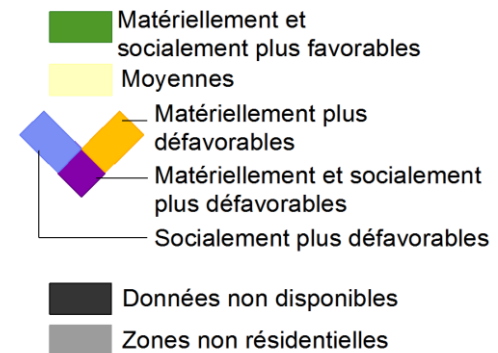 Matériellement et
socialement plus favorables
Moyennes
Matériellement plus
défavorables
Matériellement et socialement
plus défavorables
Socialement plus défavorables
Données non disponibles
Zones non résidentielles